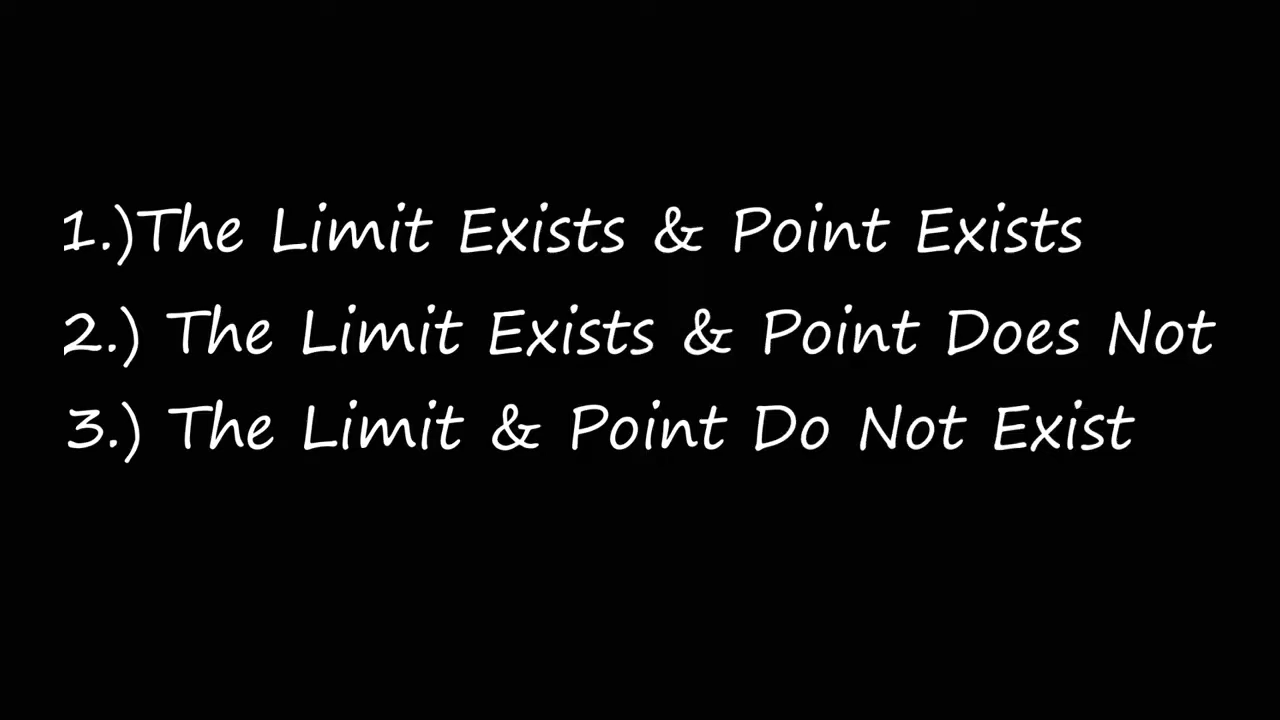 1.)The Limit Exists & Point Exists
2.) The Limit Exists & Point Does Not
3.) The Limit & Point Do Not Exist